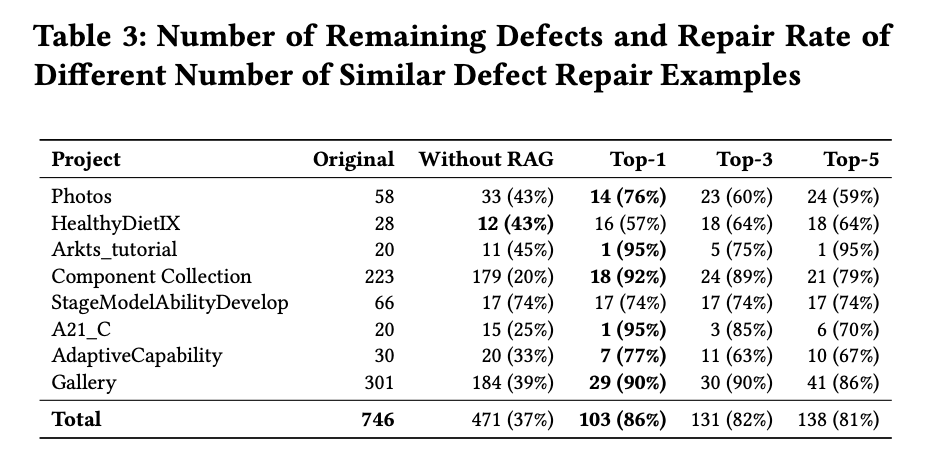 Table 3: Number of Remaining Defects and Repair Rate of
Different Number of Similar Defect Repair Examples
Project Original Without RAG Top-1 Top-3 Top-5
Photos 58 33 (43%) 14 (76%) 23 (60%) 24 (59%)
HealthyDietIX 28 12 (43%) 16 (57%) 18 (64%) 18 (64%)
Arkts_tutorial 20 11 (45%) 1 (95%) 5 (75%) 1 (95%)
Component Collection 223 179 (20%) 18 (92%) 24 (89%) 21 (79%)
StageModelAbilityDevelop 66 17 (74%) 17 (74%) 17 (74%) 17 (74%)
A21_C 20 15 (25%) 1 (95%) 3 (85%) 6 (70%)
AdaptiveCapability 30 20 (33%) 7 (77%) 11 (63%) 10 (67%)
Gallery 301 184 (39%) 29 (90%) 30 (90%) 41 (86%)
Total 746 471 (37%) 103 (86%) 131 (82%) 138 (81%)